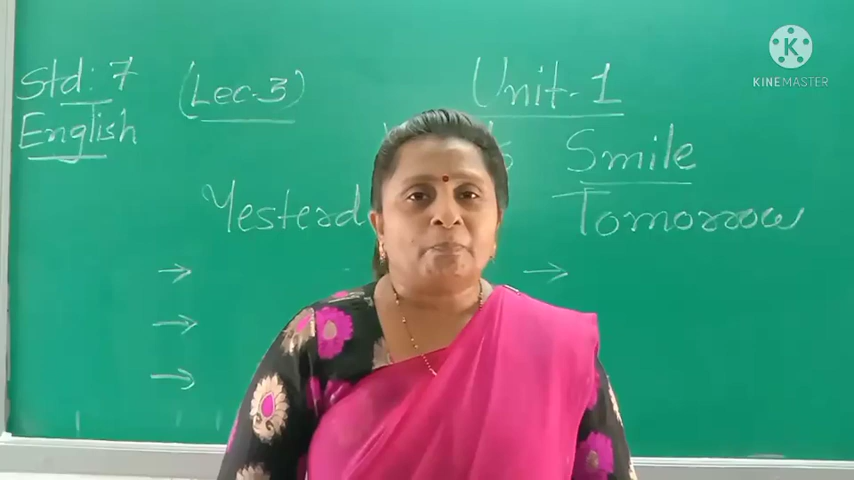 Std: 7 (Lec-3) Unit-1
English Smile
Tomorrow
KINEMASTER